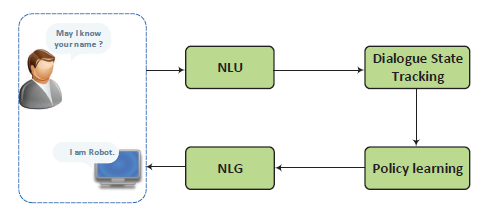 May I know
your name ?
NLU
Dialogue State
Tracking
I am Robot.
NLG
Policy learning